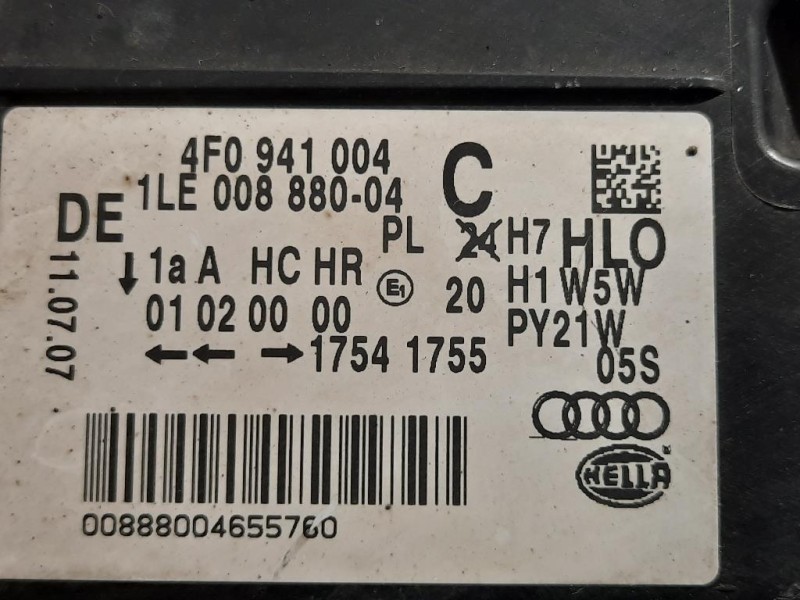 4F0 941 004 C
1LE 008 880-04
DE
PL 24 H7 HLO
1a A HC HR E1 20 H1 W5W
01 02 00 00 PY21W
1754 1755 05S
11.07.07
HELLA
00888004655760